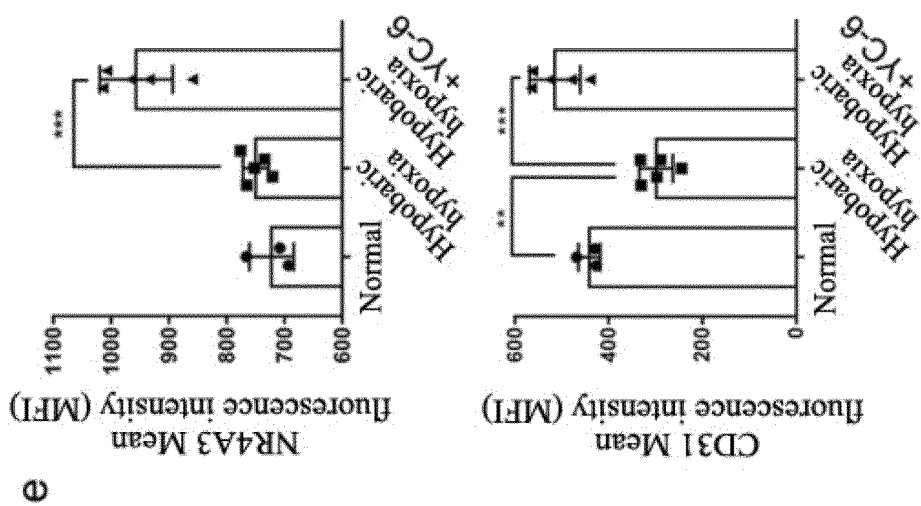 e
NR4A3 Mean
fluorescence intensity (MFI)
1100
1000
900
800
700
600
***
Normal
Hypobaric
hypoxia
Hypobaric
hypoxia
+YC-6
CD31 Mean
fluorescence intensity (MFI)
600
400
200
0
**
***
Normal
Hypobaric
hypoxia
Hypobaric
hypoxia
+YC-6